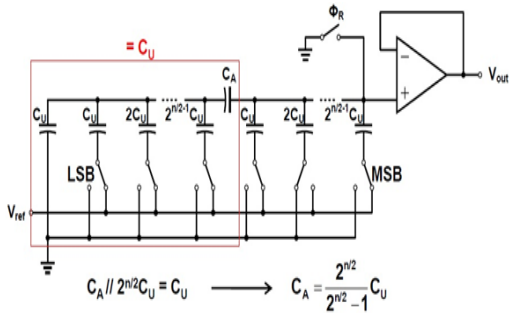 Φ_R
= C_U
C_A
C_U C_U 2C_U 2^{n/2-1}C_U C_U 2C_U 2^{n/2-1}C_U
−
+
V_out
LSB MSB
V_ref
C_A // 2^{n/2}C_U = C_U ⟶ C_A = \frac{2^{n/2}}{2^{n/2} − 1} C_U